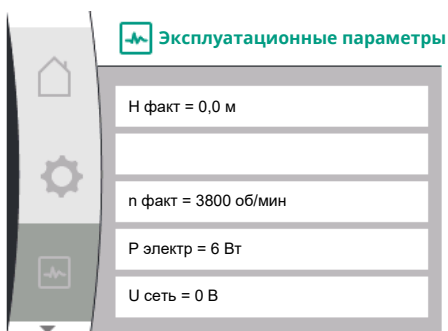 Эксплуатационные параметры
H факт = 0,0 м
n факт = 3800 об/мин
P электр = 6 Вт
U сеть = 0 В